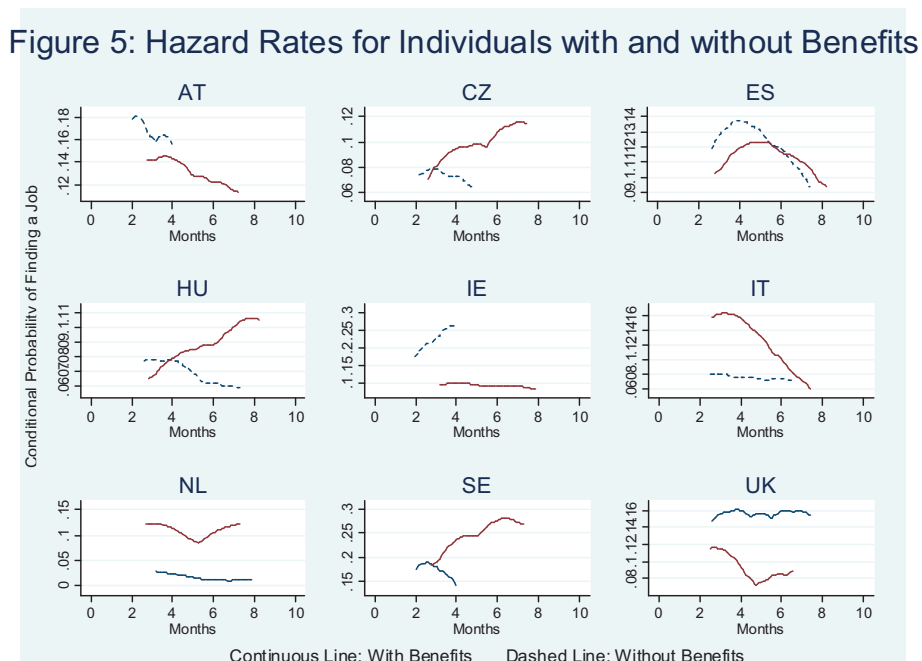 Figure 5: Hazard Rates for Individuals with and without Benefits
Conditional Probability of Finding a Job
AT
.12 .14 .16 .18
0 2 4 6 8 10
Months
CZ
.06 .08 .1 .12
0 2 4 6 8 10
Months
ES
.09 .1 .11 .12 .13 .14
0 2 4 6 8 10
Months
HU
.06 .07 .08 .09 .1 .11
0 2 4 6 8 10
Months
IE
.1 .15 .2 .25 .3
0 2 4 6 8 10
Months
IT
.06 .08 .1 .12 .14 .16
0 2 4 6 8 10
Months
NL
0 .05 .1 .15
0 2 4 6 8 10
Months
SE
.15 .2 .25 .3
0 2 4 6 8 10
Months
UK
.08 .1 .12 .14 .16
0 2 4 6 8 10
Months
Continuous Line: With Benefits Dashed Line: Without Benefits